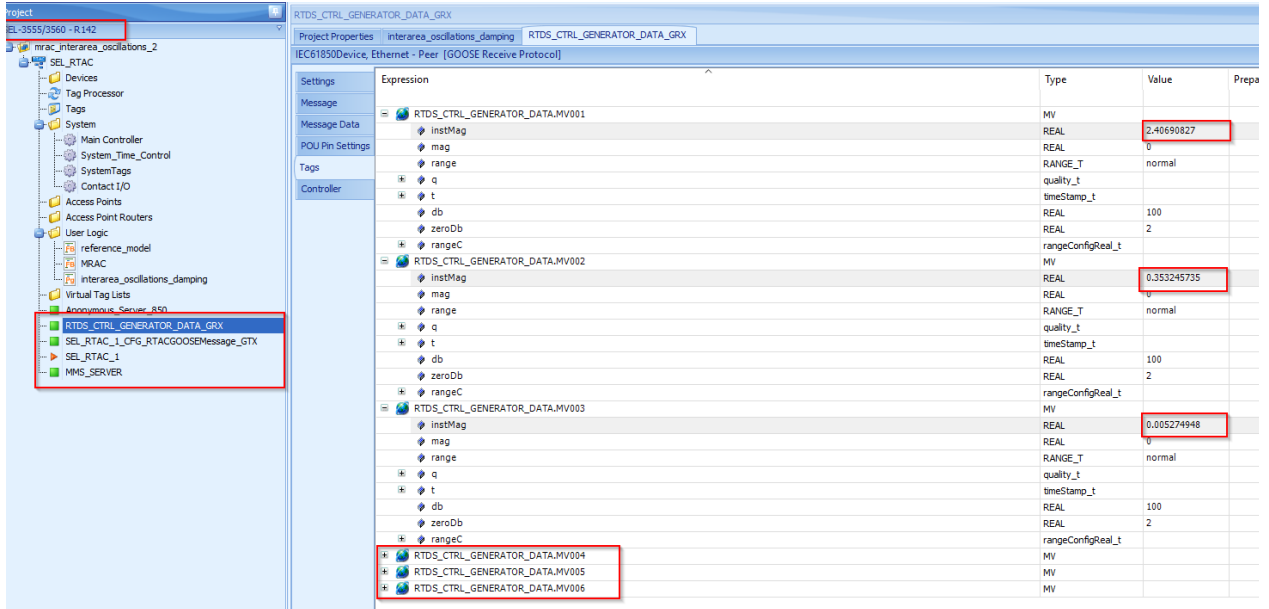 Project
SEL-3555/3560 - R142
mrac_interarea_oscillations_2
SEL_RTAC
Devices
Tag Processor
Tags
System
Main Controller
System_Time_Control
SystemTags
Contact I/O
Access Points
Access Point Routers
User Logic
reference_model
MRAC
interarea_oscillations_damping
Virtual Tag Lists
Anonymous_Server_850
RTDS_CTRL_GENERATOR_DATA_GRX
SEL_RTAC_1_CFG_RTACGOOSEMessage_GTX
SEL_RTAC_1
MMS_SERVER
RTDS_CTRL_GENERATOR_DATA_GRX
Project Properties interarea_oscillations_damping RTDS_CTRL_GENERATOR_DATA_GRX
IEC61850Device, Ethernet - Peer [GOOSE Receive Protocol]
Settings
Message
Message Data
POU Pin Settings
Tags
Controller
Expression Type Value Prepa
RTDS_CTRL_GENERATOR_DATA.MV001 MV
instMag REAL 2.40690827
mag REAL 0
range RANGE_T normal
q quality_t
t timeStamp_t
db REAL 100
zeroDb REAL 2
rangeC rangeConfigReal_t
RTDS_CTRL_GENERATOR_DATA.MV002 MV
instMag REAL 0.353245735
mag REAL 0
range RANGE_T normal
q quality_t
t timeStamp_t
db REAL 100
zeroDb REAL 2
rangeC rangeConfigReal_t
RTDS_CTRL_GENERATOR_DATA.MV003 MV
instMag REAL 0.005274948
mag REAL 0
range RANGE_T normal
q quality_t
t timeStamp_t
db REAL 100
zeroDb REAL 2
rangeC rangeConfigReal_t
RTDS_CTRL_GENERATOR_DATA.MV004 MV
RTDS_CTRL_GENERATOR_DATA.MV005 MV
RTDS_CTRL_GENERATOR_DATA.MV006 MV